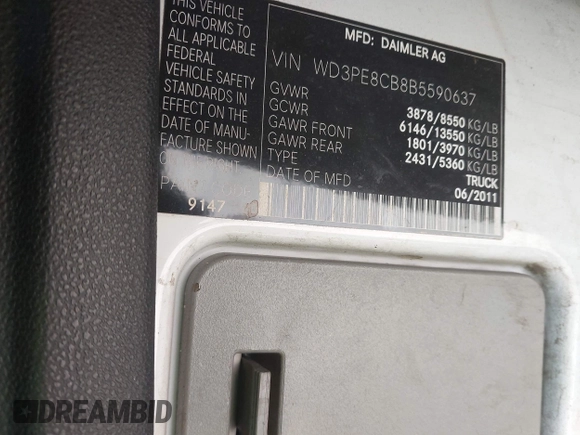 THIS VEHICLE
CONFORMS TO
ALL APPLICABLE
FEDERAL
VEHICLE SAFETY
STANDARDS IN
EFFECT ON THE
DATE OF MANU-
FACTURE SHOWN
PAINT
9147
MFD: DAIMLER AG
VIN WD3PE8CB8B5590637
GVWR 3878/8550 KG/LB
GCWR 6146/13550 KG/LB
GAWR FRONT 1801/3970 KG/LB
GAWR REAR 2431/5360 KG/LB
TYPE TRUCK
DATE OF MFD 06/2011
DREAMBID